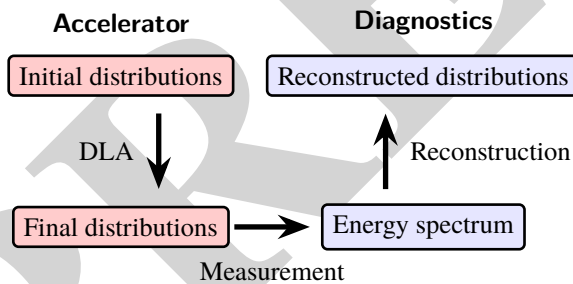 Accelerator
Diagnostics
Initial distributions
Reconstructed distributions
DLA
Reconstruction
Final distributions
Energy spectrum
Measurement